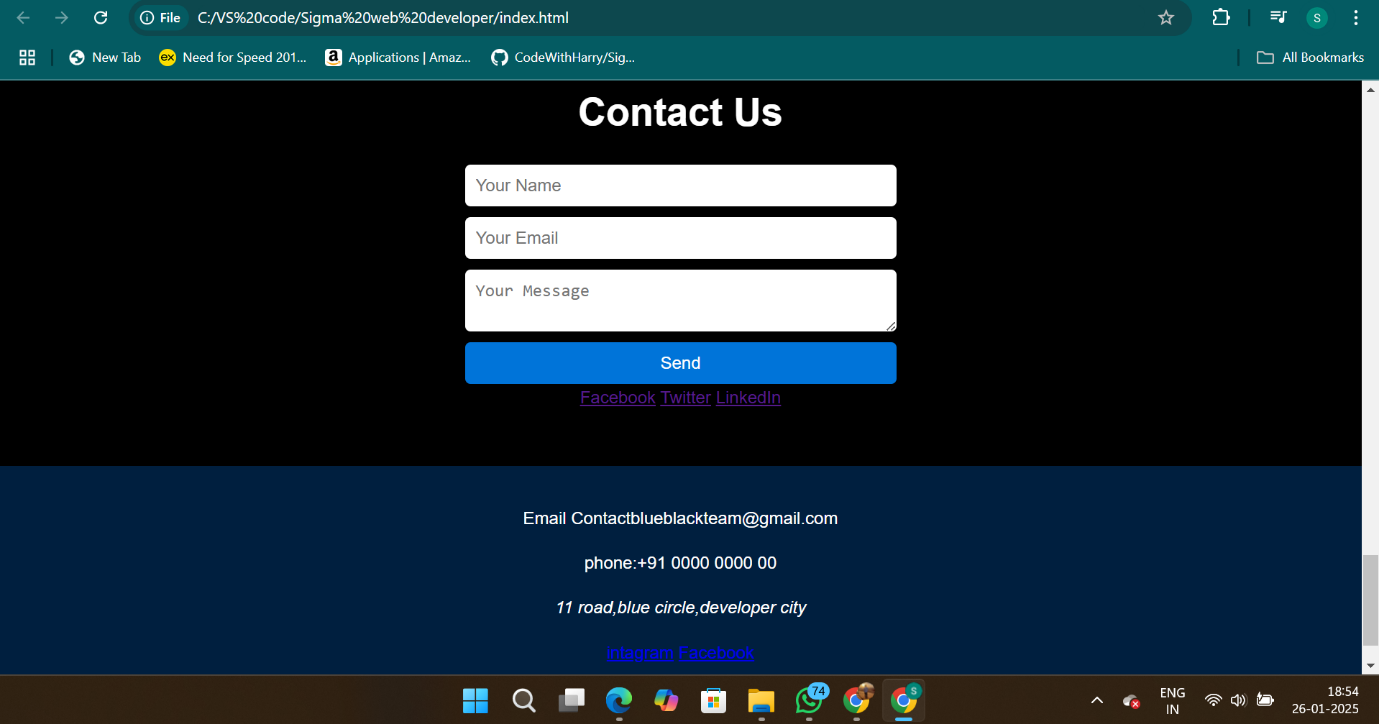 File C:/VS%20code/Sigma%20web%20developer/index.html S
New Tab ex Need for Speed 201... a Applications | Amaz... CodeWithHarry/Sig... All Bookmarks
Contact Us
Your Name
Your Email
Your Message
Send
Facebook Twitter LinkedIn
Email Contactblueblackteam@gmail.com
phone:+91 0000 0000 00
11 road,blue circle,developer city
intagram Facebook
74 S ENG IN 18:54
26-01-2025